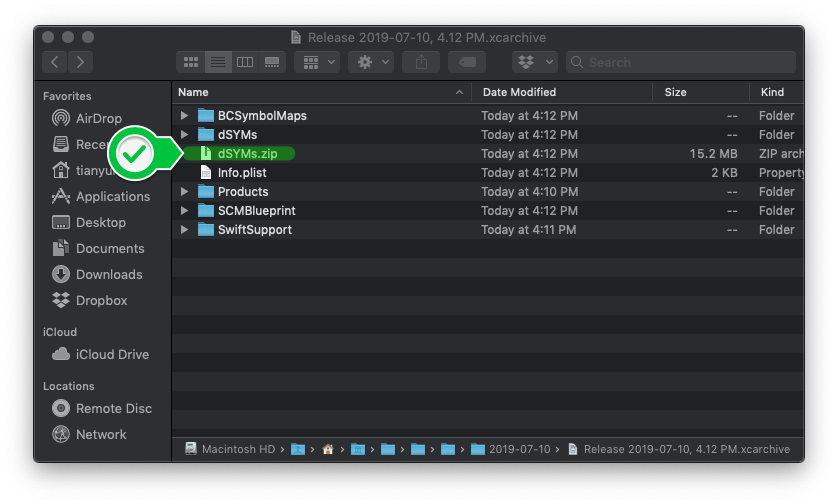 Release 2019-07-10, 4.12 PM.xcarchive
Search
Favorites
AirDrop
Applications
Desktop
Documents
Downloads
Dropbox
iCloud
iCloud Drive
Locations
Remote Disc
Network
Name Date Modified Size Kind
BCSymbolMaps Today at 4:12 PM -- Folder
dSYMs Today at 4:12 PM -- Folder
dSYMs.zip Today at 4:12 PM 15.2 MB ZIP arch
Info.plist Today at 4:12 PM 2 KB Property
Products Today at 4:10 PM -- Folder
SCMBlueprint Today at 4:12 PM -- Folder
SwiftSupport Today at 4:11 PM -- Folder
Macintosh HD › › › › › › › 2019-07-10 › Release 2019-07-10, 4.12 PM.xcarchive